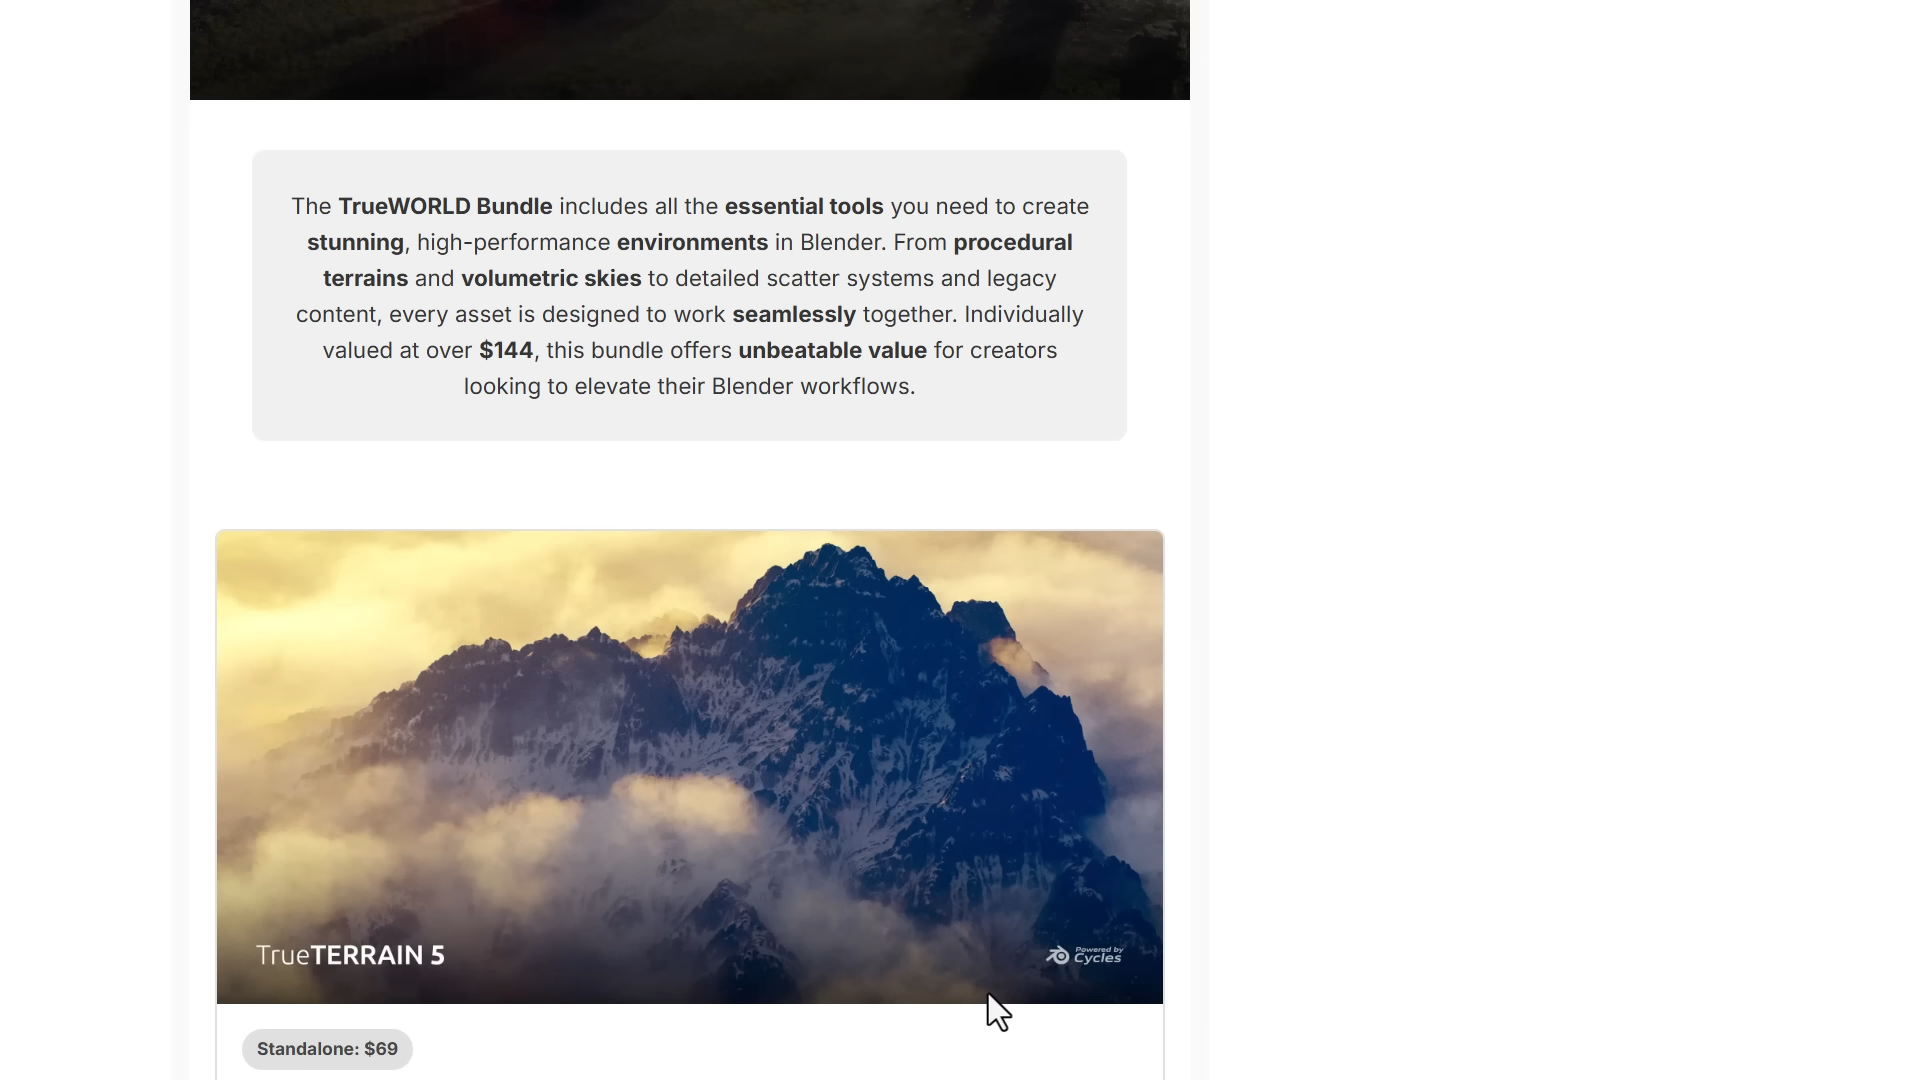 The TrueWORLD Bundle includes all the essential tools you need to create
stunning, high-performance environments in Blender. From procedural
terrains and volumetric skies to detailed scatter systems and legacy
content, every asset is designed to work seamlessly together. Individually
valued at over $144, this bundle offers unbeatable value for creators
looking to elevate their Blender workflows.
TrueTERRAIN 5
Powered by
Cycles
Standalone: $69